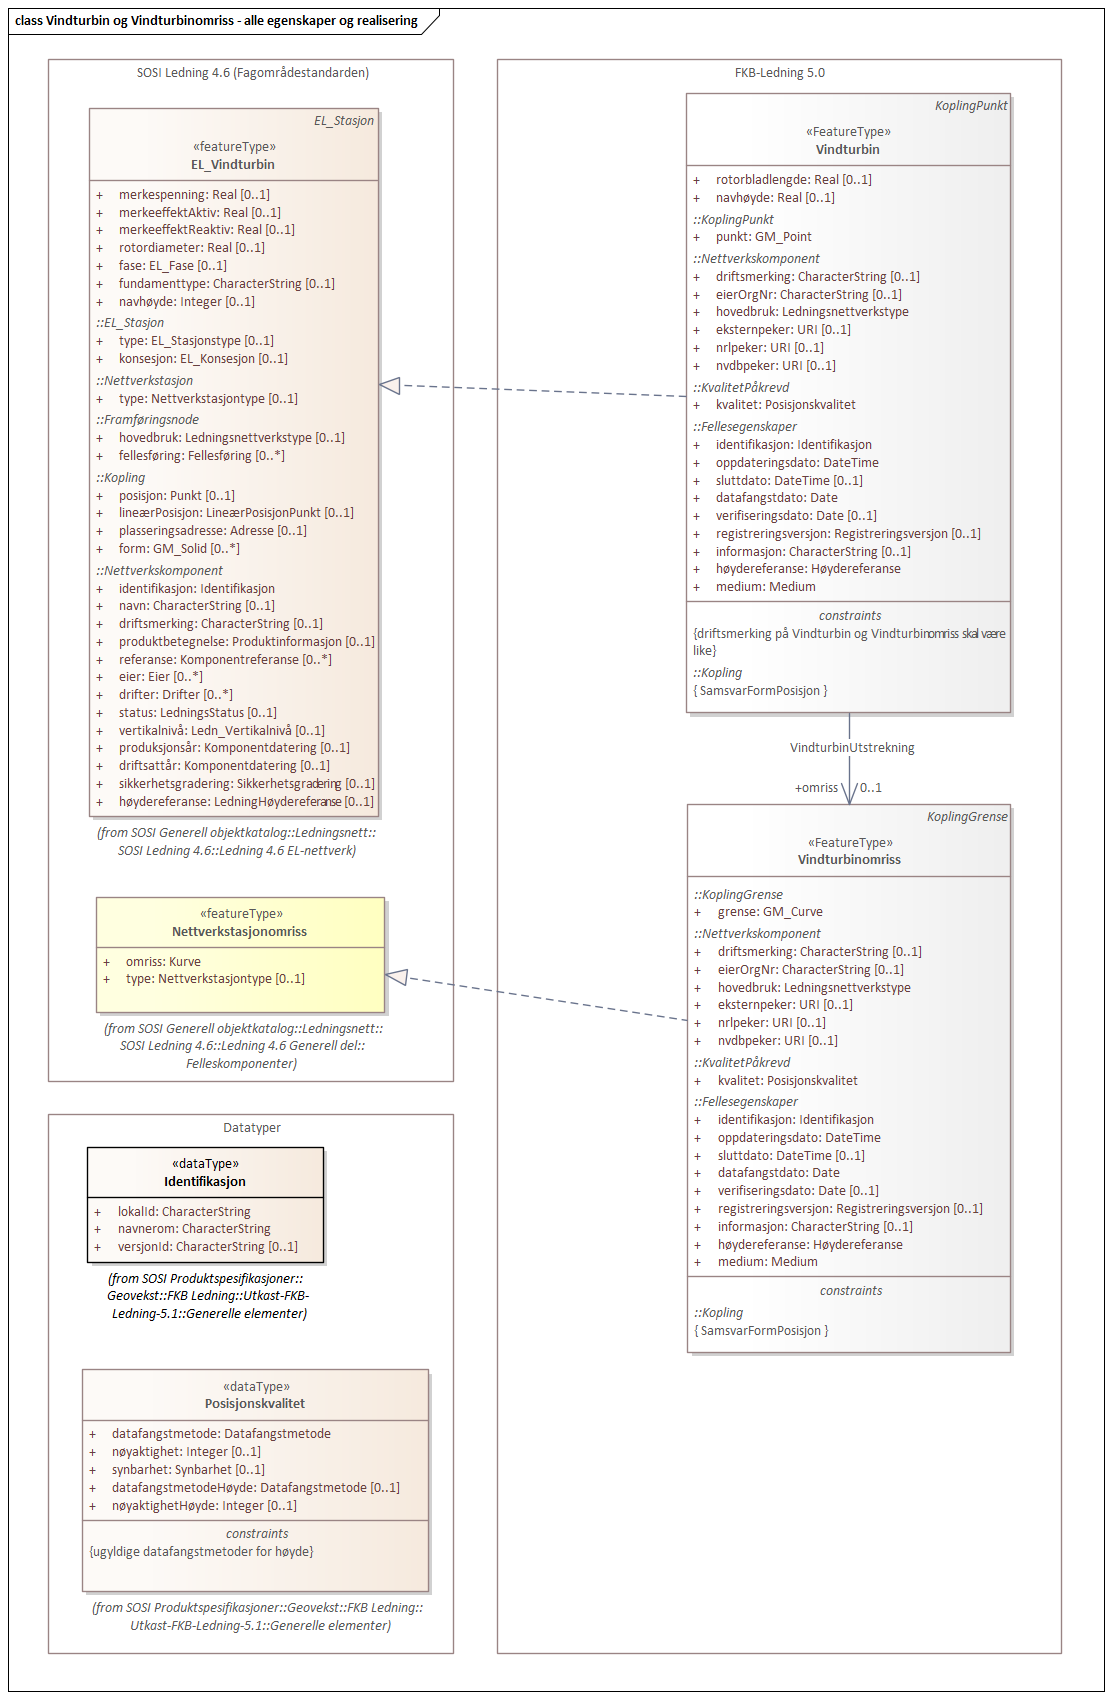 class Vindturbin og Vindturbinomriss - alle egenskaper og realisering
SOSI Ledning 4.6 (Fagområdestandarden)
EL_Stasjon
«featureType»
EL_Vindturbin
+ merkespenning: Real [0..1]
+ merkeeffektAktiv: Real [0..1]
+ merkeeffektReaktiv: Real [0..1]
+ rotordiameter: Real [0..1]
+ fase: EL_Fase [0..1]
+ fundamenttype: CharacterString [0..1]
+ navhøyde: Integer [0..1]
::EL_Stasjon
+ type: EL_Stasjonstype [0..1]
+ konsesjon: EL_Konsesjon [0..1]
::Nettverkstasjon
+ type: Nettverkstasjontype [0..1]
::Framføringsnode
+ hovedbruk: Ledningsnettverkstype [0..1]
+ fellesføring: Fellesføring [0..*]
::Kopling
+ posisjon: Punkt [0..1]
+ lineærPosisjon: LineærPosisjonPunkt [0..1]
+ plasseringsadresse: Adresse [0..1]
+ form: GM_Solid [0..*]
::Nettverkskomponent
+ identifikasjon: Identifikasjon
+ navn: CharacterString [0..1]
+ driftsmerking: CharacterString [0..1]
+ produktbetegnelse: Produktinformasjon [0..1]
+ referanse: Komponentreferanse [0..*]
+ eier: Eier [0..*]
+ drifter: Drifter [0..*]
+ status: LedningsStatus [0..1]
+ vertikalnivå: Ledn_Vertikalnivå [0..1]
+ produksjonsår: Komponentdatering [0..1]
+ driftsattår: Komponentdatering [0..1]
+ sikkerhetsgradering: Sikkerhetsgradering [0..1]
+ høydereferanse: LedningHøydereferanse [0..1]
(from SOSI Generell objektkatalog::Ledningsnett::
SOSI Ledning 4.6::Ledning 4.6 EL-nettverk)
«featureType»
Nettverkstasjonomriss
+ omriss: Kurve
+ type: Nettverkstasjontype [0..1]
(from SOSI Generell objektkatalog::Ledningsnett::
SOSI Ledning 4.6::Ledning 4.6 Generell del::
Felleskomponenter)
Datatyper
«dataType»
Identifikasjon
+ lokalId: CharacterString
+ navnerom: CharacterString
+ versjonId: CharacterString [0..1]
(from SOSI Produktspesifikasjoner::
Geovekst::FKB Ledning::Utkast-FKB-
Ledning-5.1::Generelle elementer)
«dataType»
Posisjonskvalitet
+ datafangstmetode: Datafangstmetode
+ nøyaktighet: Integer [0..1]
+ synbarhet: Synbarhet [0..1]
+ datafangstmetodeHøyde: Datafangstmetode [0..1]
+ nøyaktighetHøyde: Integer [0..1]
constraints
{ugyldige datafangstmetoder for høyde}
(from SOSI Produktspesifikasjoner::Geovekst::FKB Ledning::
Utkast-FKB-Ledning-5.1::Generelle elementer)
FKB-Ledning 5.0
KoplingPunkt
«FeatureType»
Vindturbin
+ rotorbladlengde: Real [0..1]
+ navhøyde: Real [0..1]
::KoplingPunkt
+ punkt: GM_Point
::Nettverkskomponent
+ driftsmerking: CharacterString [0..1]
+ eierOrgNr: CharacterString [0..1]
+ hovedbruk: Ledningsnettverkstype
+ eksternpeker: URI [0..1]
+ nrlpeker: URI [0..1]
+ nvdbpeker: URI [0..1]
::KvalitetPåkrevd
+ kvalitet: Posisjonskvalitet
::Fellesegenskaper
+ identifikasjon: Identifikasjon
+ oppdateringsdato: DateTime
+ sluttdato: DateTime [0..1]
+ datafangstdato: Date
+ verifiseringsdato: Date [0..1]
+ registreringsversjon: Registreringsversjon [0..1]
+ informasjon: CharacterString [0..1]
+ høydereferanse: Høydereferanse
+ medium: Medium
constraints
{driftsmerking på Vindturbin og Vindturbinomriss skal være
like}
::Kopling
{ SamsvarFormPosisjon }
VindturbinUtstrekning
+omriss 0..1
KoplingGrense
«FeatureType»
Vindturbinomriss
::KoplingGrense
+ grense: GM_Curve
::Nettverkskomponent
+ driftsmerking: CharacterString [0..1]
+ eierOrgNr: CharacterString [0..1]
+ hovedbruk: Ledningsnettverkstype
+ eksternpeker: URI [0..1]
+ nrlpeker: URI [0..1]
+ nvdbpeker: URI [0..1]
::KvalitetPåkrevd
+ kvalitet: Posisjonskvalitet
::Fellesegenskaper
+ identifikasjon: Identifikasjon
+ oppdateringsdato: DateTime
+ sluttdato: DateTime [0..1]
+ datafangstdato: Date
+ verifiseringsdato: Date [0..1]
+ registreringsversjon: Registreringsversjon [0..1]
+ informasjon: CharacterString [0..1]
+ høydereferanse: Høydereferanse
+ medium: Medium
constraints
::Kopling
{ SamsvarFormPosisjon }